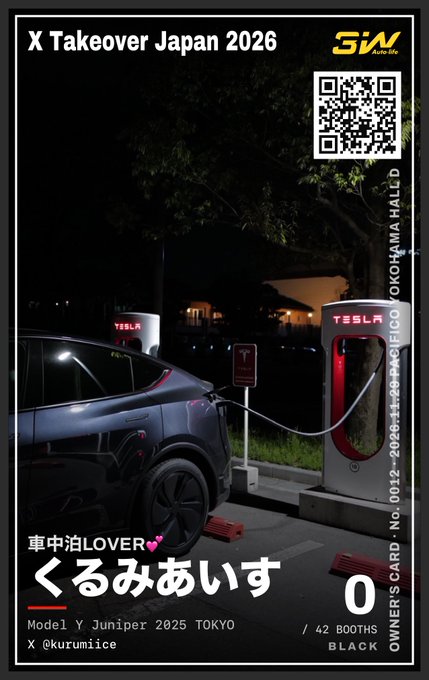 X Takeover Japan 2026
3W
Auto-life
TESLA
TESLA
TESLA
OWNER'S CARD · No. 0012 · 2026.11.29 PACIFICO YOKOHAMA HALL D
車中泊LOVER💕
くるみあいす
Model Y Juniper 2025 TOKYO
X @kurumiice
0
/ 42 BOOTHS
BLACK